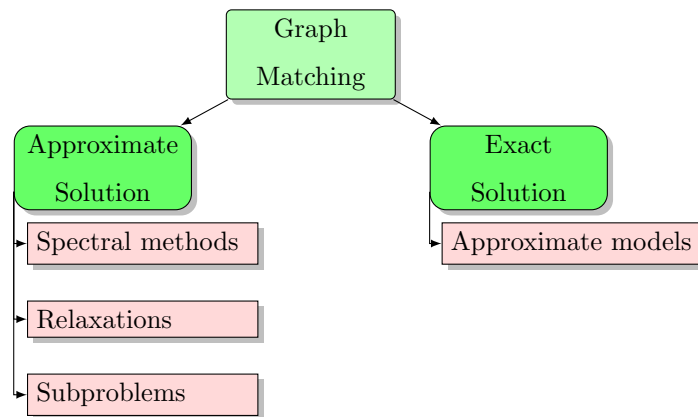 Graph
Matching
Approximate
Solution
Exact
Solution
Spectral methods
Approximate models
Relaxations
Subproblems